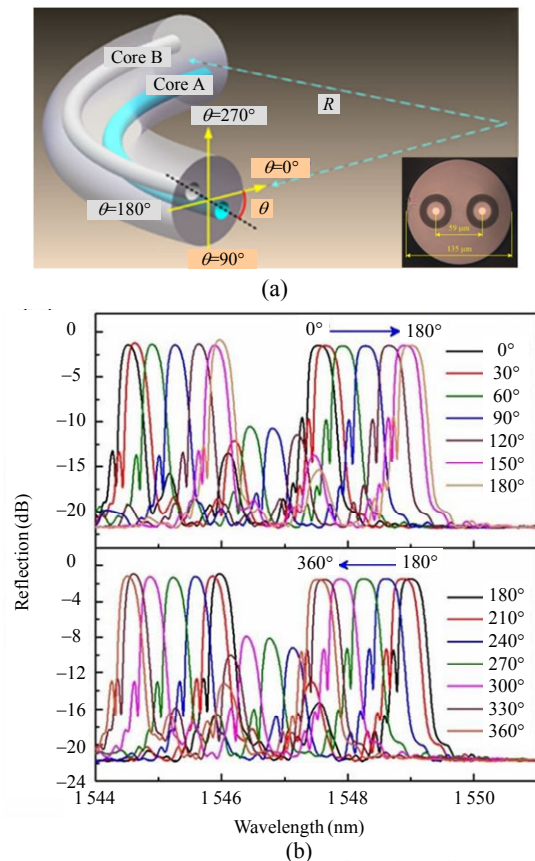 Core B
Core A
R
θ=270°
θ=0°
θ=180°
θ
θ=90°
59 μm
135 μm
(a)
0
0° 180°
0°
30°
60°
90°
120°
150°
180°
−5
−10
−15
−20
Reflection (dB)
0
360° 180°
180°
210°
240°
270°
300°
330°
360°
−4
−8
−12
−16
−20
−24
1 544 1 546 1 548 1 550
Wavelength (nm)
(b)